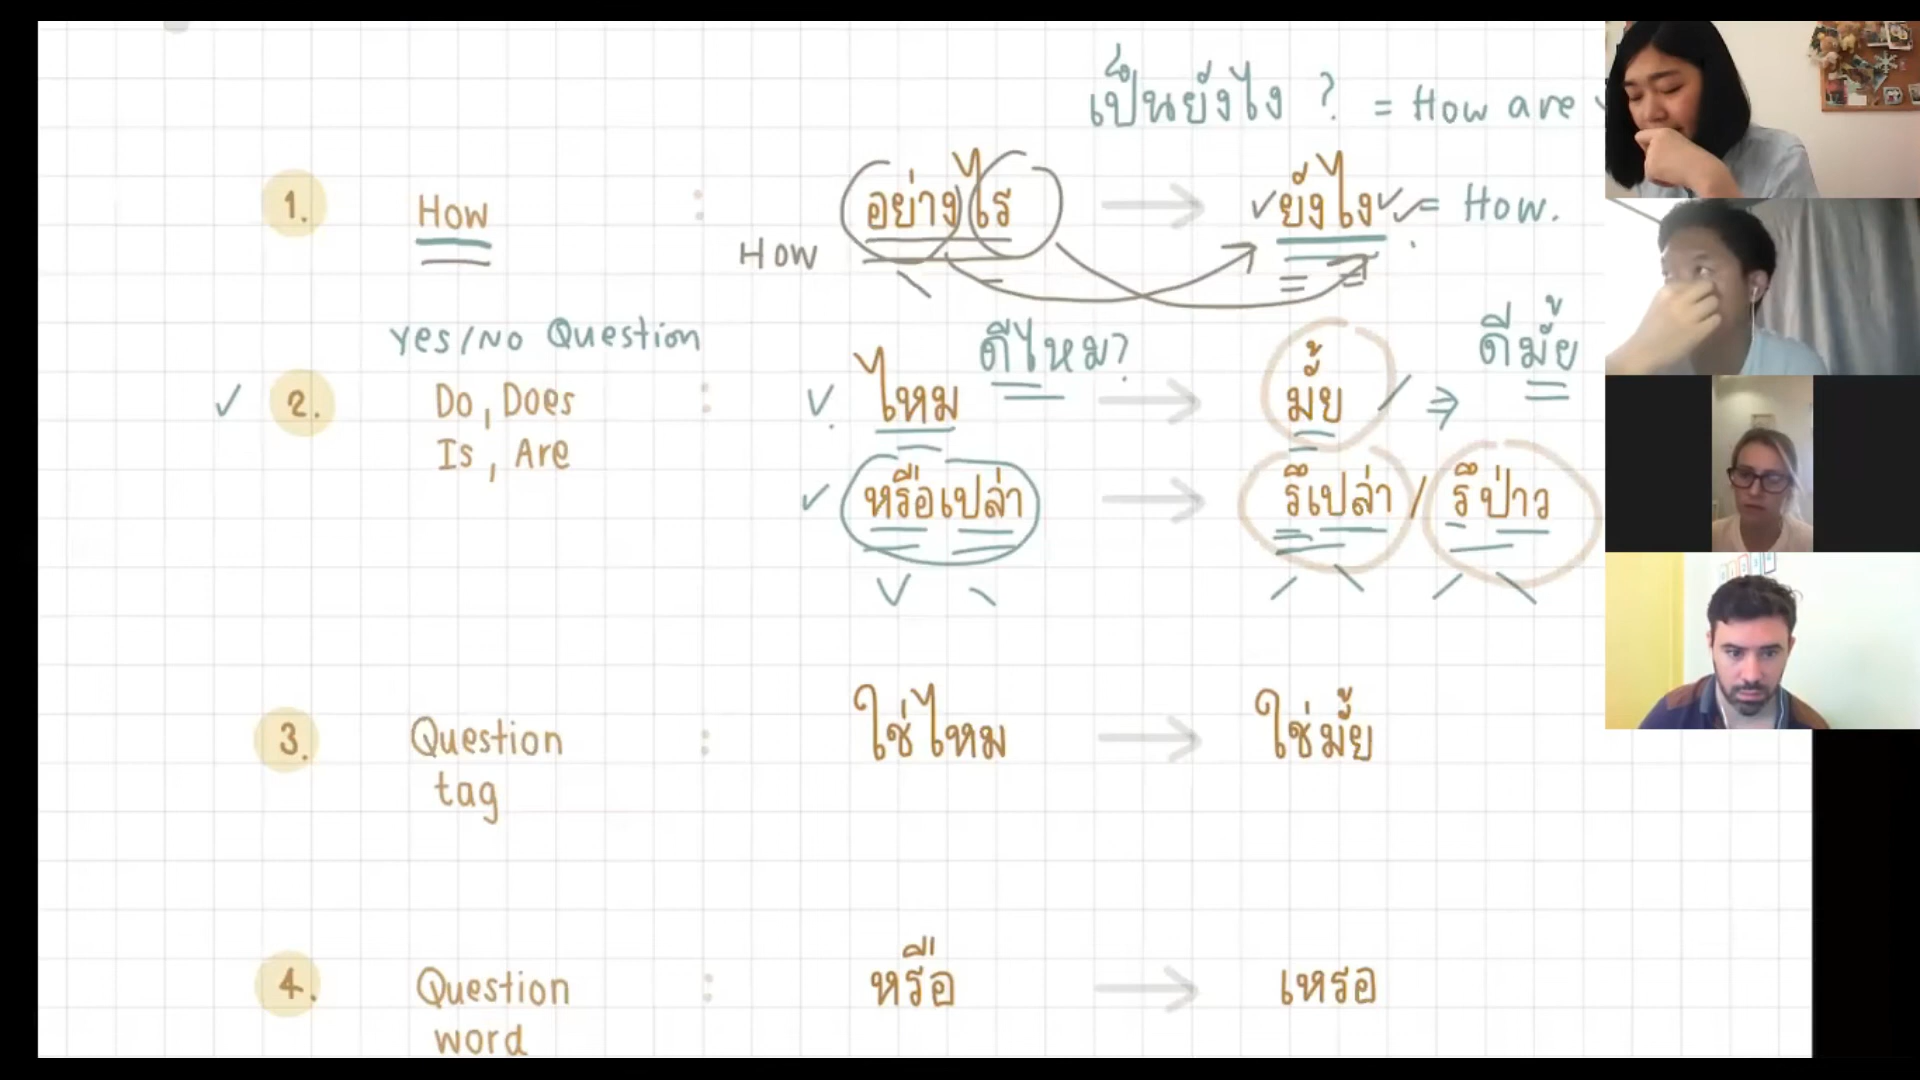 เป็นยังไง ? = How are
1. How : อย่างไร → ✓ยังไง✓✓= How.
How
Yes/No Question ดีไหม? ดีมั้ย
✓ 2. Do, Does : ✓ ไหม → มั้ย / ⇒
Is, Are
✓ หรือเปล่า → รึเปล่า / รึป่าว
3. Question : ใช่ไหม → ใช่มั้ย
tag
4. Question : หรือ → เหรอ
word